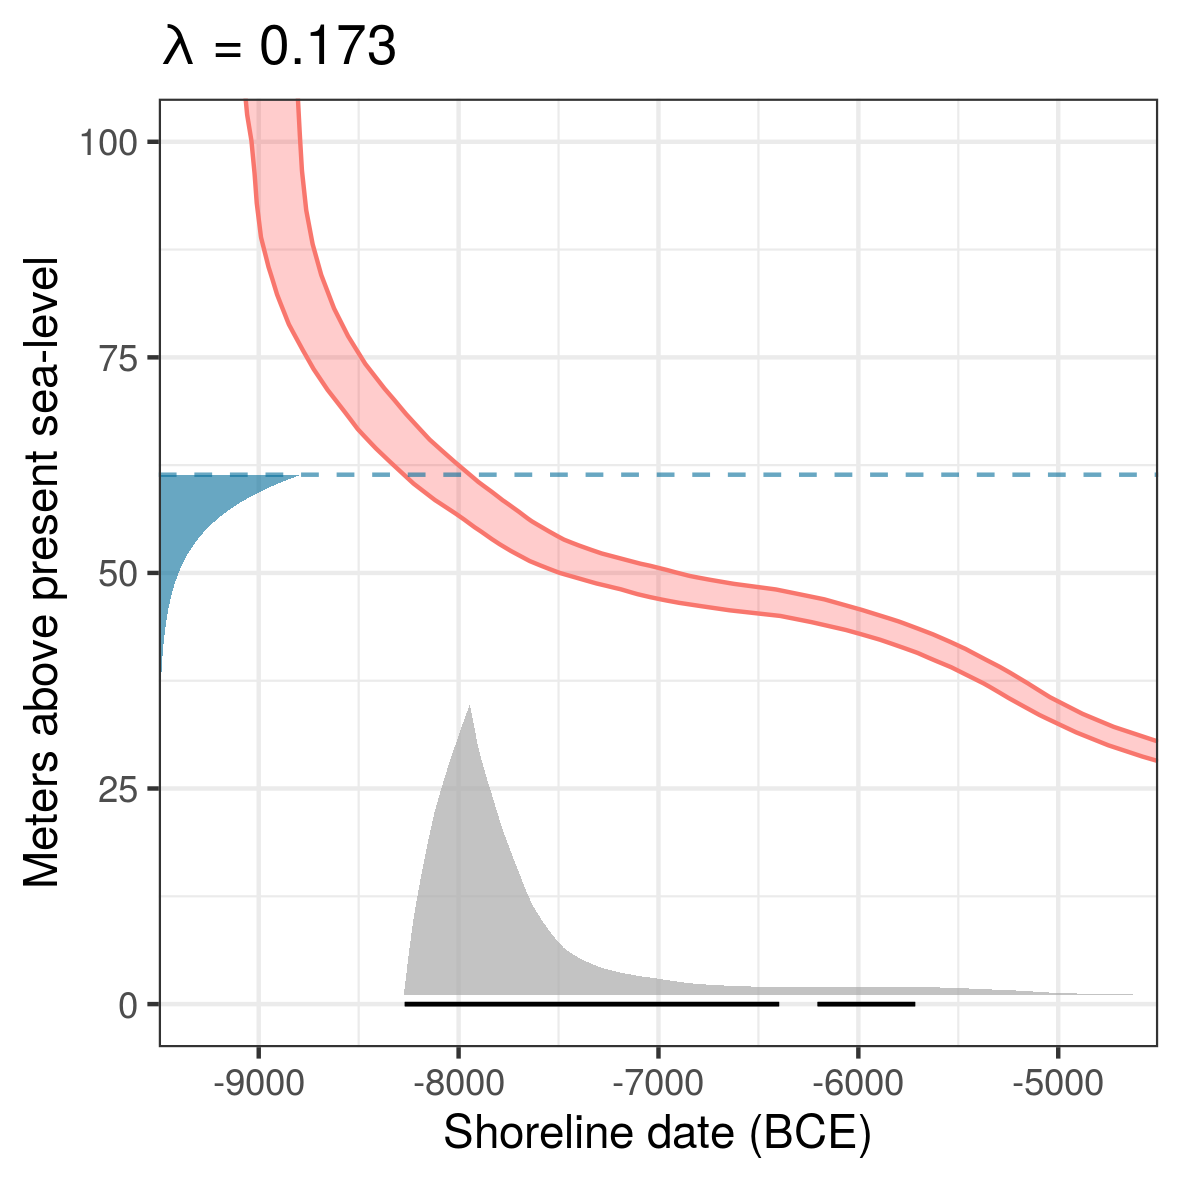 λ = 0.173
Meters above present sea-level
100
75
50
25
0
-9000 -8000 -7000 -6000 -5000
Shoreline date (BCE)